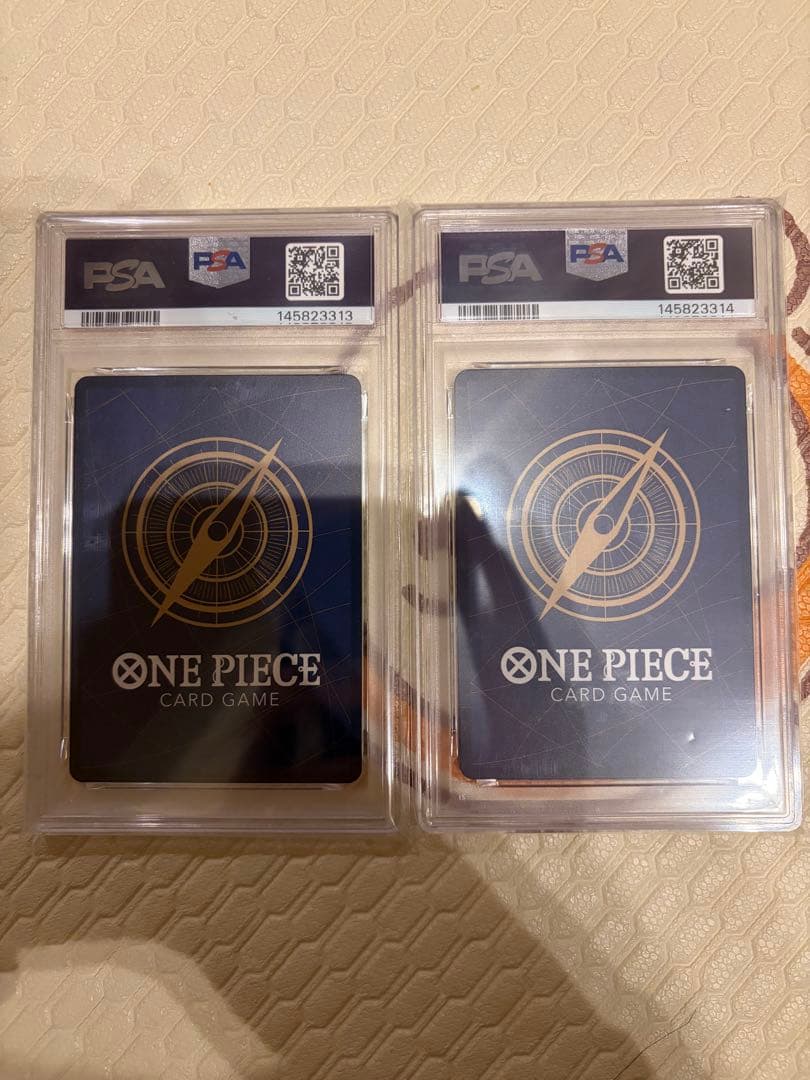 PSA PSA
145823313
ONE PIECE
CARD GAME
PSA PSA
145823314
ONE PIECE
CARD GAME